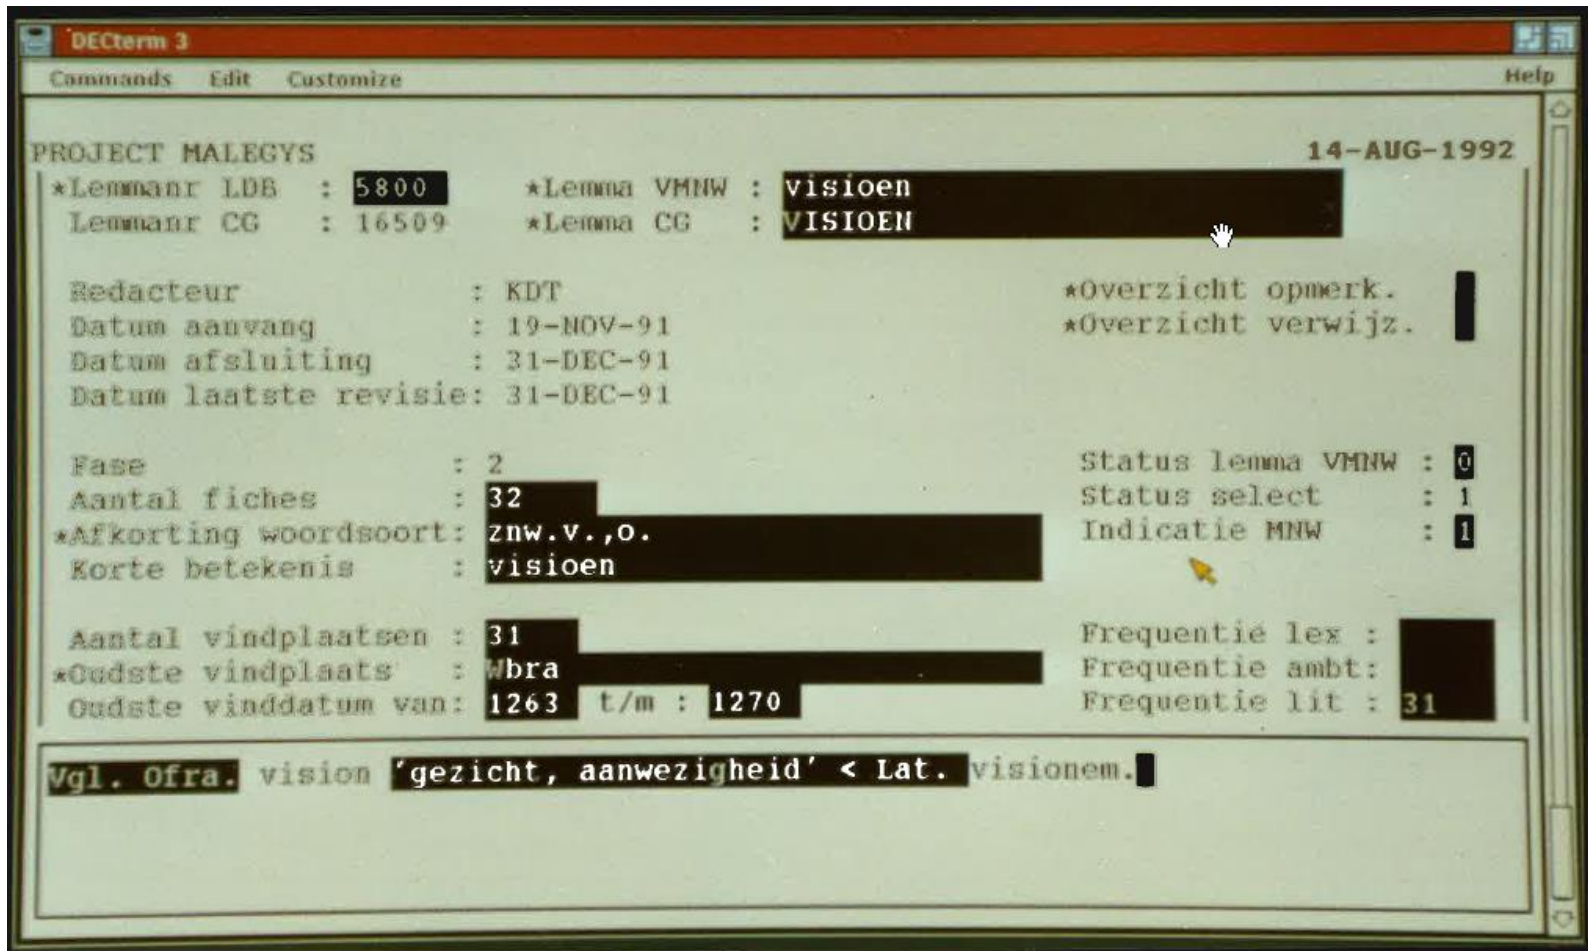 DECterm 3
Commands Edit Customize Help
PROJECT MALEGYS 14-AUG-1992
*Lemmanr LDB : 5800 *Lemma VMNW : visioen
Lemmanr CG : 16509 *Lemma CG : VISIOEN
Redacteur : KDT *Overzicht opmerk.
Datum aanvang : 19-NOV-91 *Overzicht verwijz.
Datum afsluiting : 31-DEC-91
Datum laatste revisie: 31-DEC-91
Fase : 2 Status lemma VMNW : 0
Aantal fiches : 32 Status select : 1
*Afkorting woordsoort: znw.v.,o. Indicatie MNW : 1
Korte betekenis : visioen
Aantal vindplaatsen : 31 Frequentie lex :
*Oudste vindplaats : Wbra Frequentie ambt:
Oudste vinddatum van: 1263 t/m : 1270 Frequentie lit : 31
Vgl. Ofra. vision 'gezicht, aanwezigheid' < Lat. visionem.